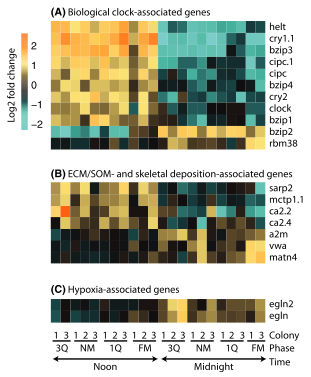 (A) Biological clock-associated genes
Log2 fold change
2
1
0
−1
−2
helt
cry1.1
bzip3
cipc.1
cipc
bzip4
cry2
clock
bzip1
bzip2
rbm38
(B) ECM/SOM- and skeletal deposition-associated genes
sarp2
mctp1.1
ca2.2
ca2.4
a2m
vwa
matn4
(C) Hypoxia-associated genes
egln2
egln
1 2 3 1 2 3 1 2 3 1 2 3 1 2 3 1 2 3 1 2 3 1 2 3 Colony
3Q NM 1Q FM 3Q NM 1Q FM Phase
Noon Midnight Time